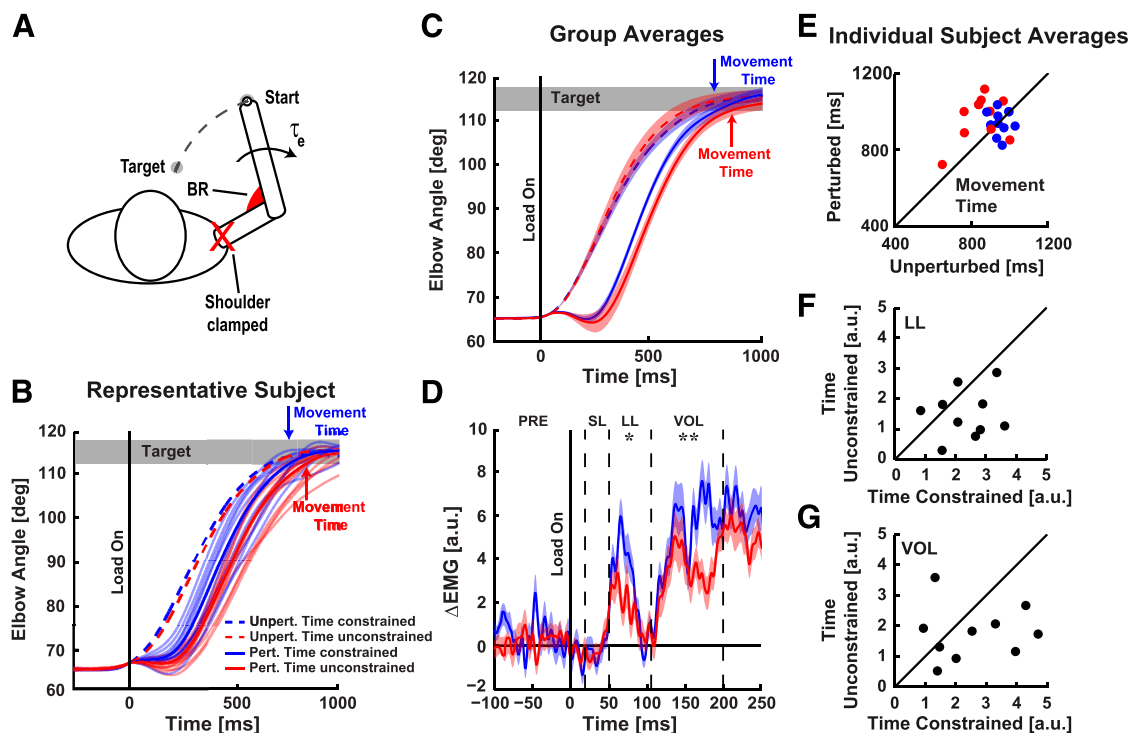 A
Start
τe
Target
BR
Shoulder
clamped
B
Representative Subject
Movement
Time
Target
Load On
Movem
Tim
Time
Elbow Angle [deg]
120
110
100
90
80
70
60
0
500
1000
Time [ms]
Unpert. Time constrained
Unpert. Time unconstrained
Pert. Time constrained
Pert. Time unconstrained
C
Group Averages
Movement
Time
Target
Load On
Movement
Time
Elbow Angle [deg]
120
110
100
90
80
70
60
0
500
1000
Time [ms]
D
PRE
SL
LL
VOL
*
**
Load On
ΔEMG [a.u.]
10
8
6
4
2
0
−2
−100
−50
0
50
100
150
200
250
Time [ms]
E
Individual Subject Averages
Perturbed [ms]
1200
800
400
Movement
Time
400
800
1200
Unperturbed [ms]
F
LL
Time
Unconstrained [a.u.]
5
4
3
2
1
0
0
1
2
3
4
5
Time Constrained [a.u.]
G
VOL
Time
Unconstrained [a.u.]
5
4
3
2
1
0
0
1
2
3
4
5
Time Constrained [a.u.]